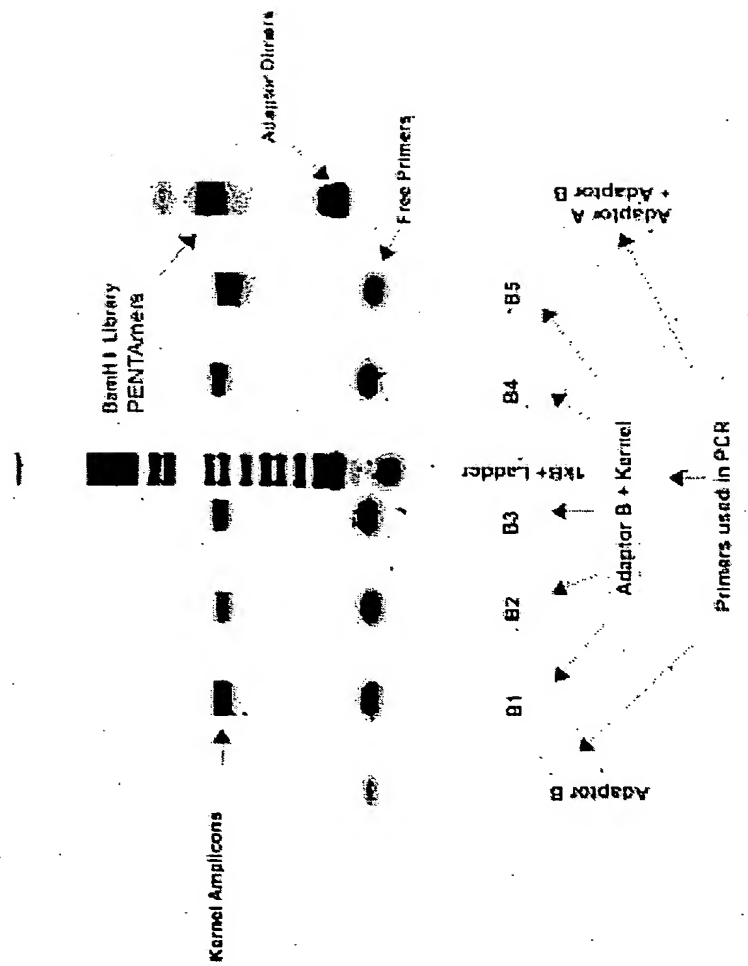 Adaptor Dimers
Free Primers
BamH I Library
PENTAmers
Kernel Amplicons
B1
B2
B3
1kB+ Ladder
B4
B5
Adaptor B + Kernel
Adaptor B
Adaptor A
+ Adaptor B
Primers used in PCR